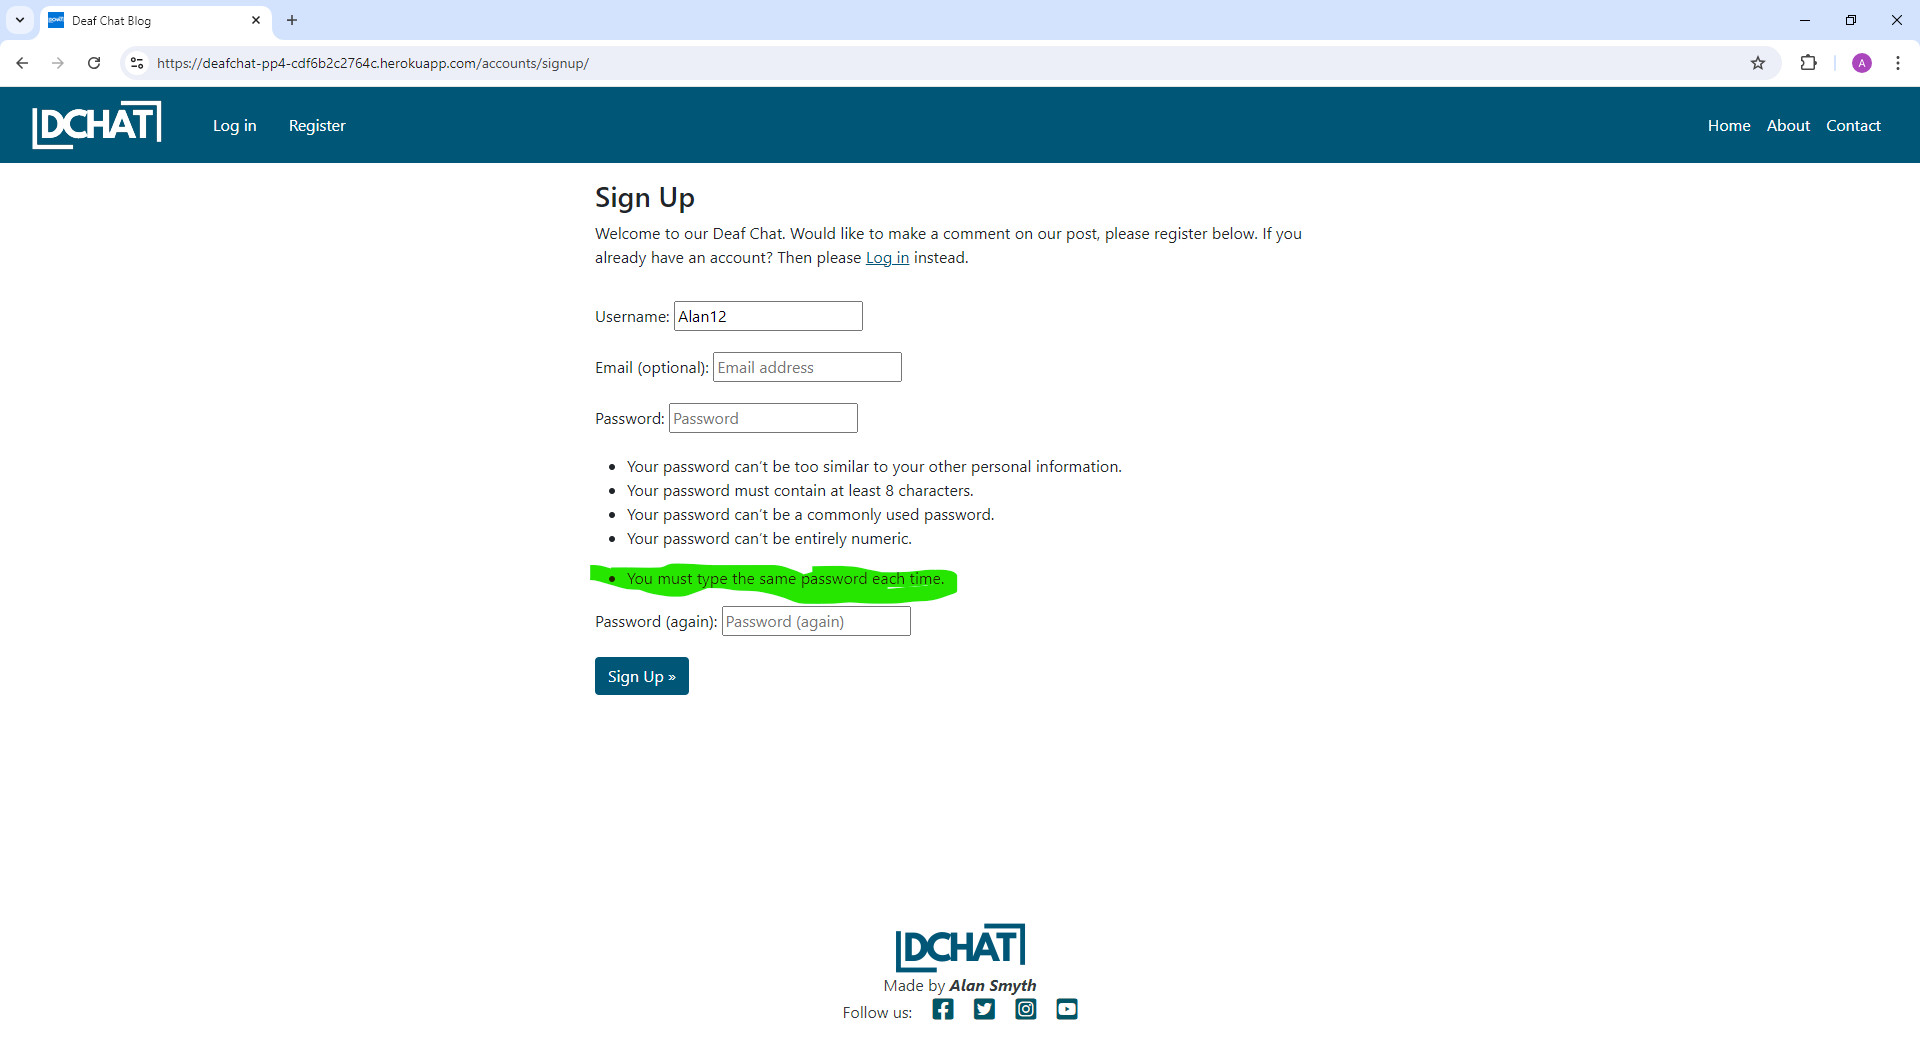 Deaf Chat Blog
https://deafchat-pp4-cdf6b2c2764c.herokuapp.com/accounts/signup/
A
DCHAT
Log in
Register
Home
About
Contact
Sign Up
Welcome to our Deaf Chat. Would like to make a comment on our post, please register below. If you
already have an account? Then please Log in instead.
Username: Alan12
Email (optional): Email address
Password: Password
• Your password can't be too similar to your other personal information.
• Your password must contain at least 8 characters.
• Your password can't be a commonly used password.
• Your password can't be entirely numeric.
• You must type the same password each time.
Password (again): Password (again)
Sign Up »
DCHAT
Made by Alan Smyth
Follow us: